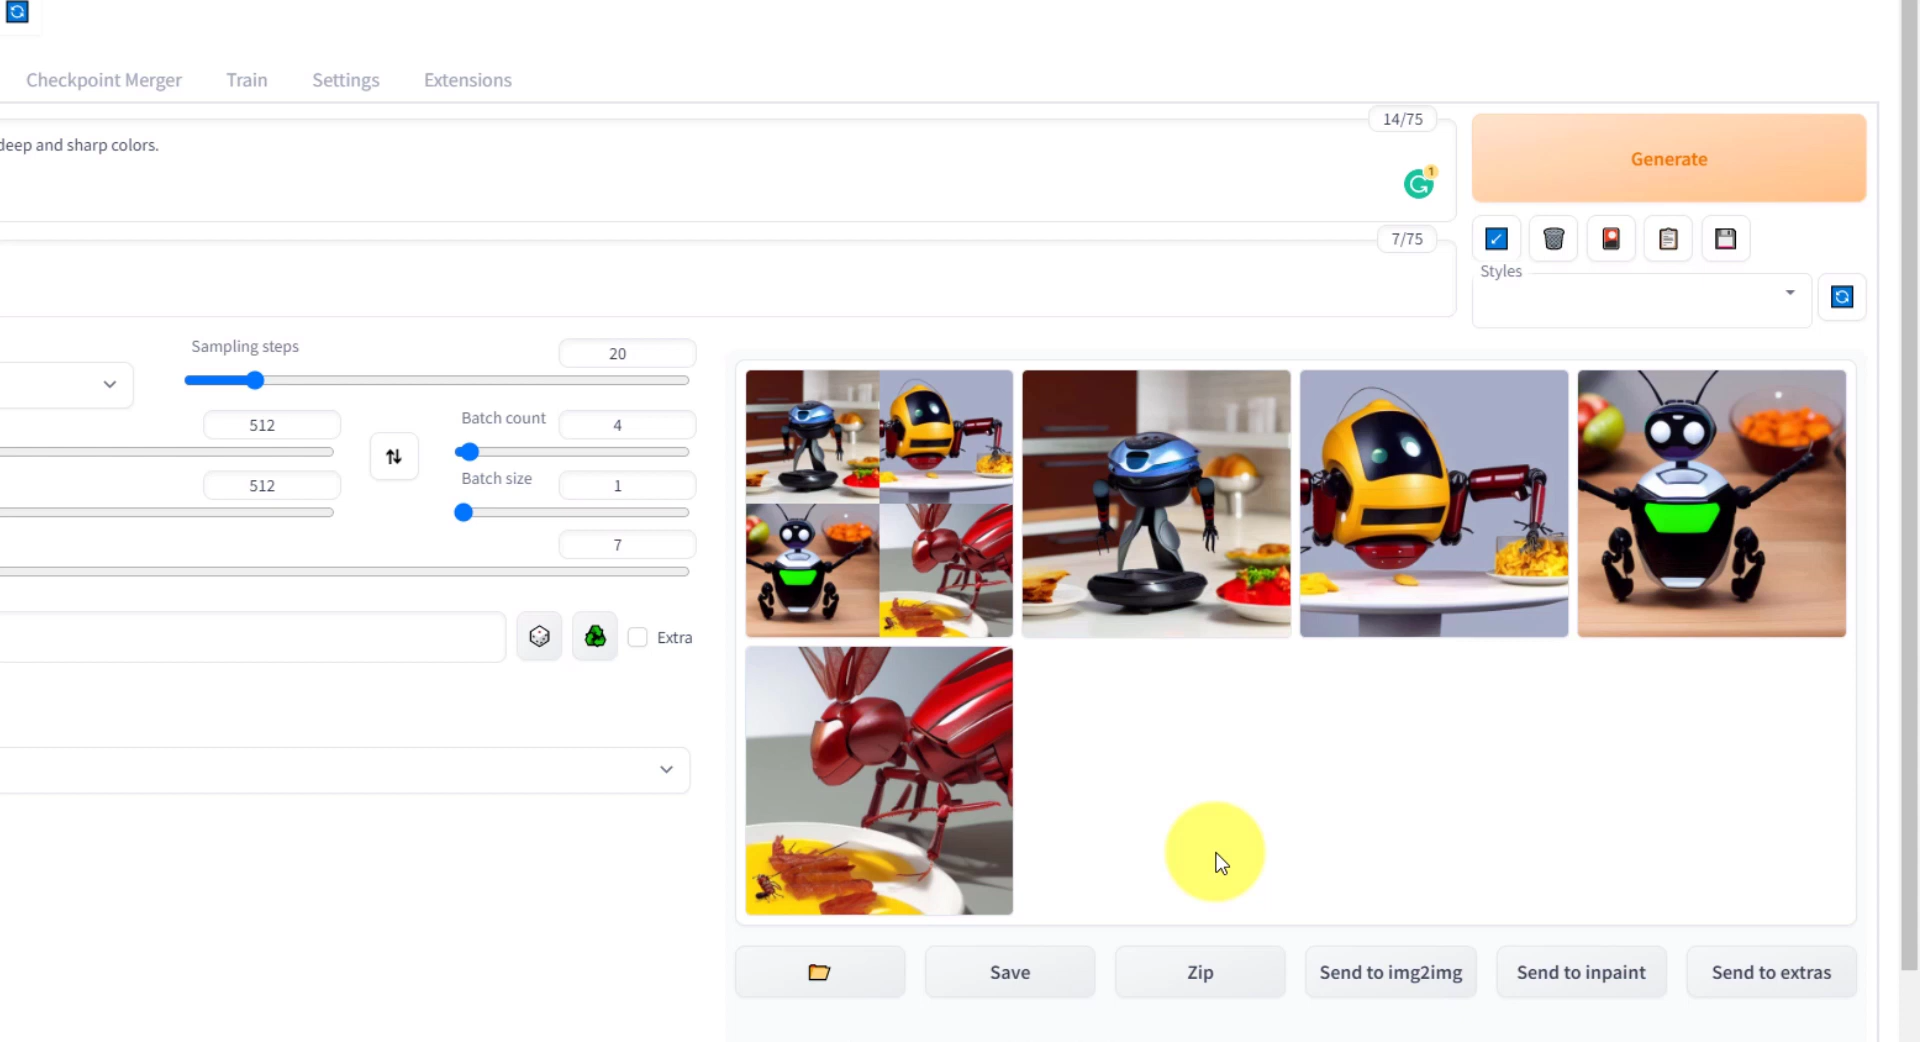 Checkpoint Merger Train Settings Extensions
14/75
deep and sharp colors.
1
Generate
7/75
Styles
Sampling steps 20
512 Batch count 4
512 Batch size 1
7
Extra
Save Zip Send to img2img Send to inpaint Send to extras